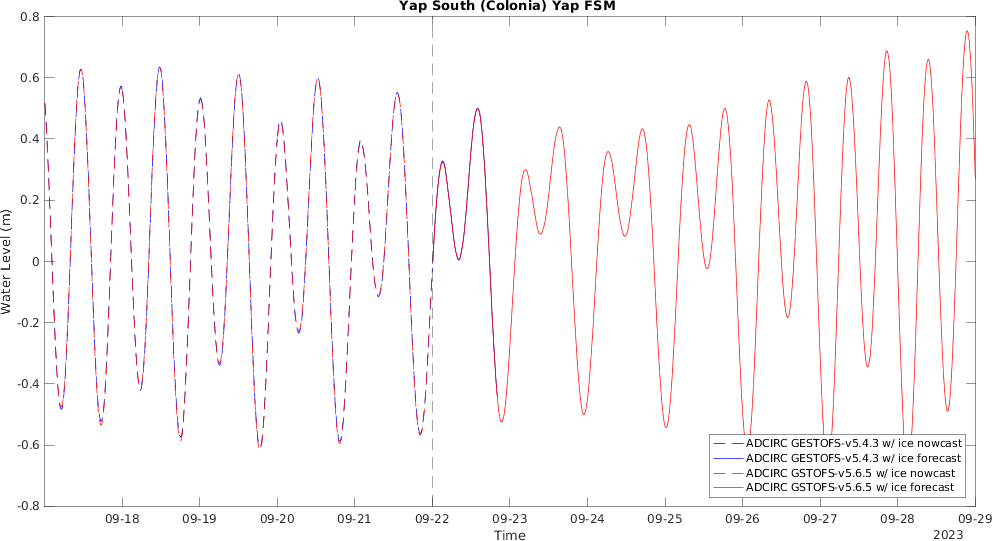 Yap South (Colonia) Yap FSM
0.8
0.6
0.4
0.2
0
-0.2
-0.4
-0.6
-0.8
Water Level (m)
ADCIRC GESTOFS-v5.4.3 w/ ice nowcast
ADCIRC GESTOFS-v5.4.3 w/ ice forecast
ADCIRC GSTOFS-v5.6.5 w/ ice nowcast
ADCIRC GSTOFS-v5.6.5 w/ ice forecast
09-18 09-19 09-20 09-21 09-22 09-23 09-24 09-25 09-26 09-27 09-28 09-29
Time
2023